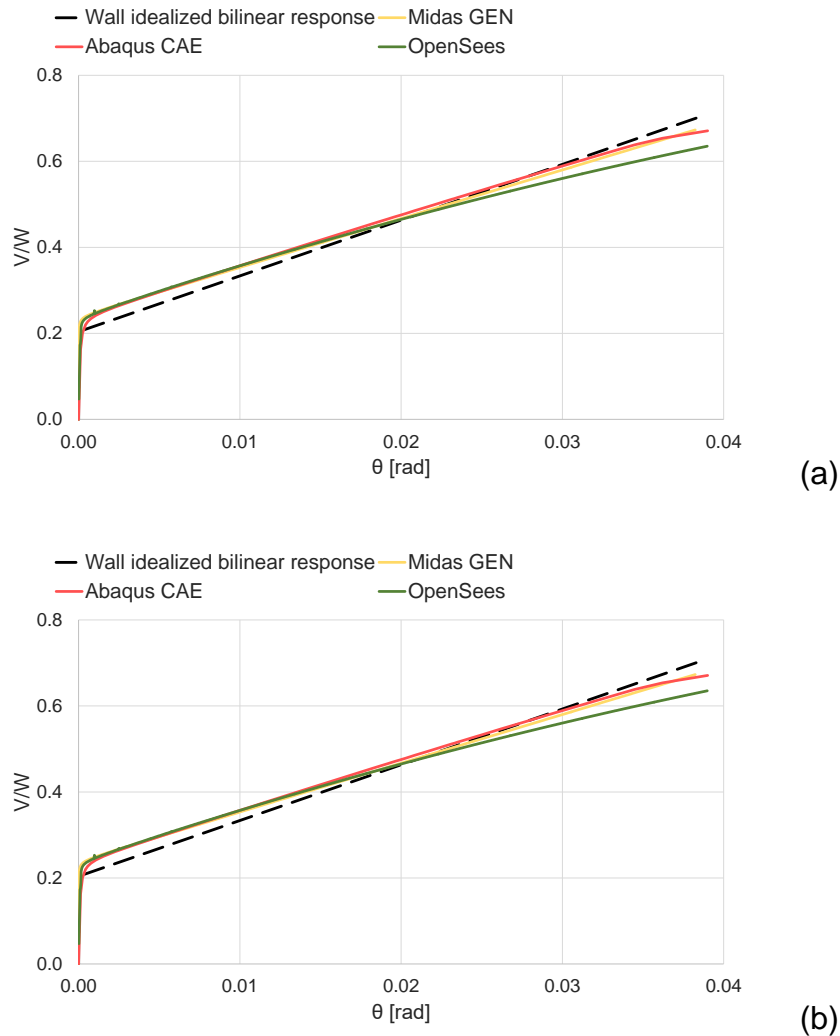 Wall idealized bilinear response Midas GEN
Abaqus CAE OpenSees
0.8
0.6
0.4
0.2
0.0
V/W
0.00 0.01 0.02 0.03 0.04
θ [rad]
(a)
Wall idealized bilinear response Midas GEN
Abaqus CAE OpenSees
0.8
0.6
0.4
0.2
0.0
V/W
0.00 0.01 0.02 0.03 0.04
θ [rad]
(b)